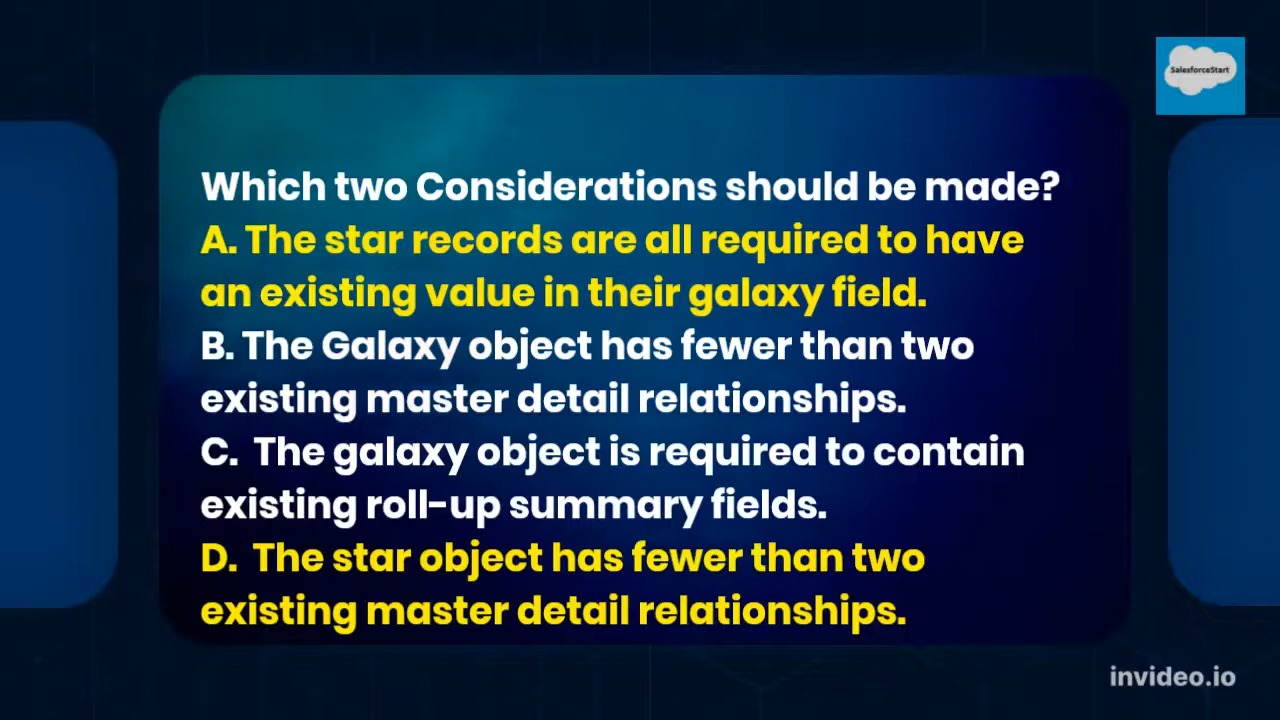 SalesforceStart
Which two Considerations should be made?
A. The star records are all required to have
an existing value in their galaxy field.
B. The Galaxy object has fewer than two
existing master detail relationships.
C. The galaxy object is required to contain
existing roll-up summary fields.
D. The star object has fewer than two
existing master detail relationships.
invideo.io